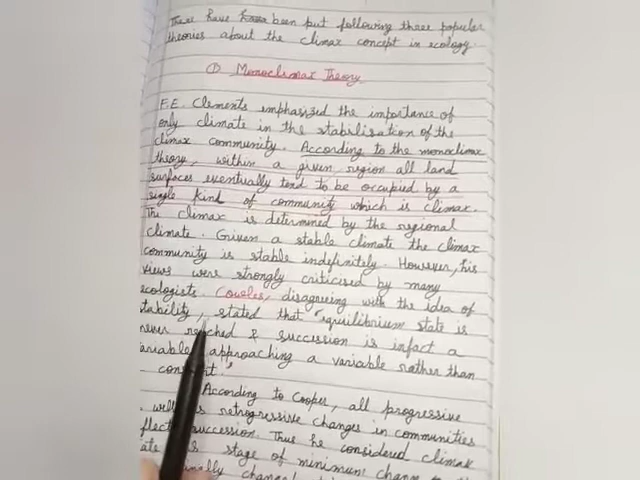 There have been put following three popular
theories about the climax concept in ecology.
① Monoclimax Theory
F.E. Clements emphasized the importance of
only climate in the stabilisation of the
climax community. According to the monoclimax
theory, within a given region all land
surfaces eventually tend to be occupied by a
single kind of community which is climax.
The climax is determined by the regional
climate. Given a stable climate the climax
community is stable indefinitely. However, his
views were strongly criticised by many
ecologists. Cowles, disagreeing with the idea of
stability, stated that "equilibrium state is
never reached & succession is infact a
variable approaching a variable rather than
constant."
According to Cooper, all progressive
well as retrogressive changes in communities
succession. Thus he considered climax
stage of minimum change